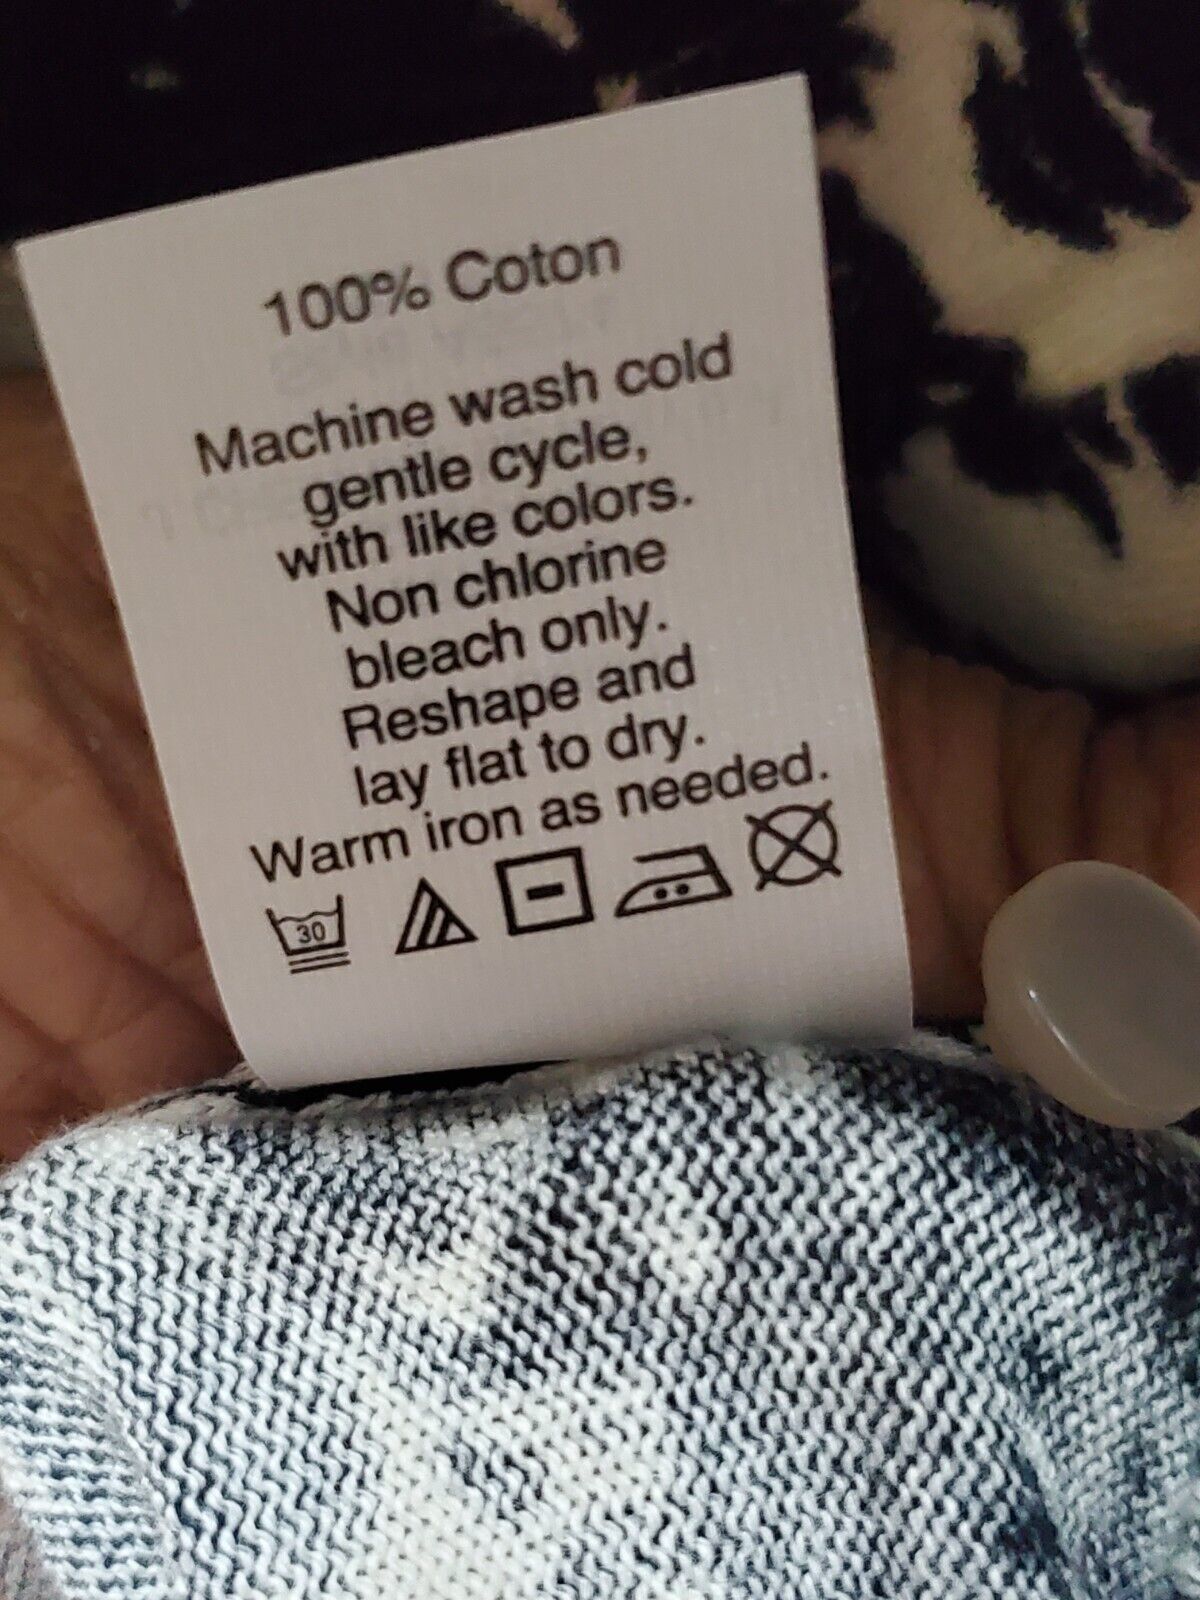 100% Coton
Machine wash cold
gentle cycle,
with like colors.
Non chlorine
bleach only.
Reshape and
lay flat to dry.
Warm iron as needed.
30